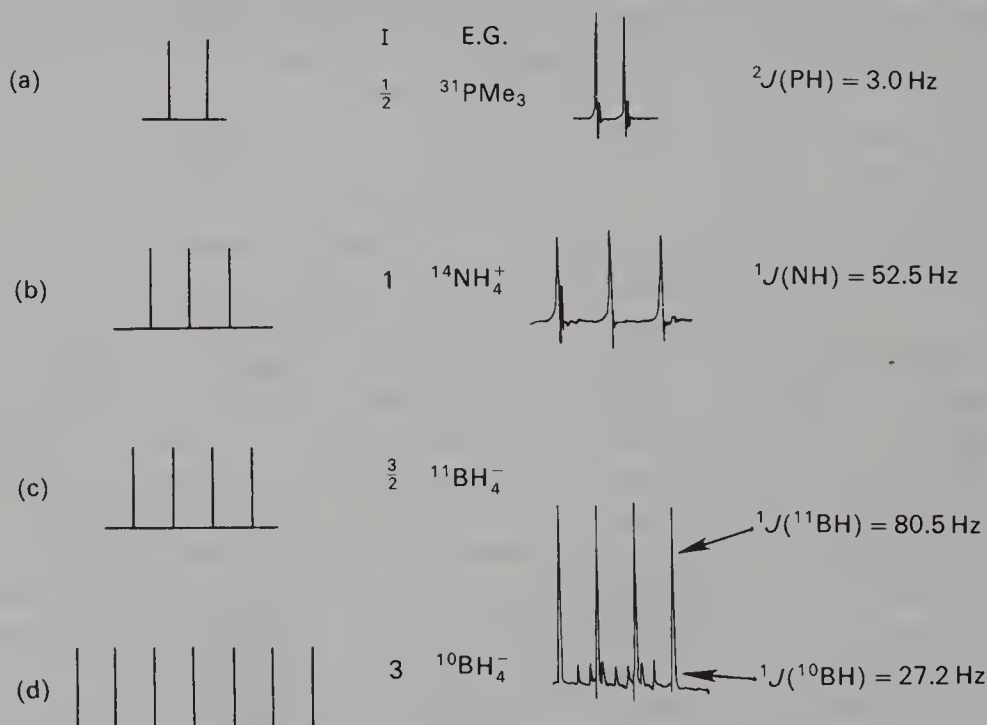 I E.G.
(a) ½ ³¹PMe₃ ²J(PH) = 3.0 Hz
(b) 1 ¹⁴NH₄⁺ ¹J(NH) = 52.5 Hz
(c) 3/2 ¹¹BH₄⁻
¹J(¹¹BH) = 80.5 Hz
(d) 3 ¹⁰BH₄⁻ ¹J(¹⁰BH) = 27.2 Hz